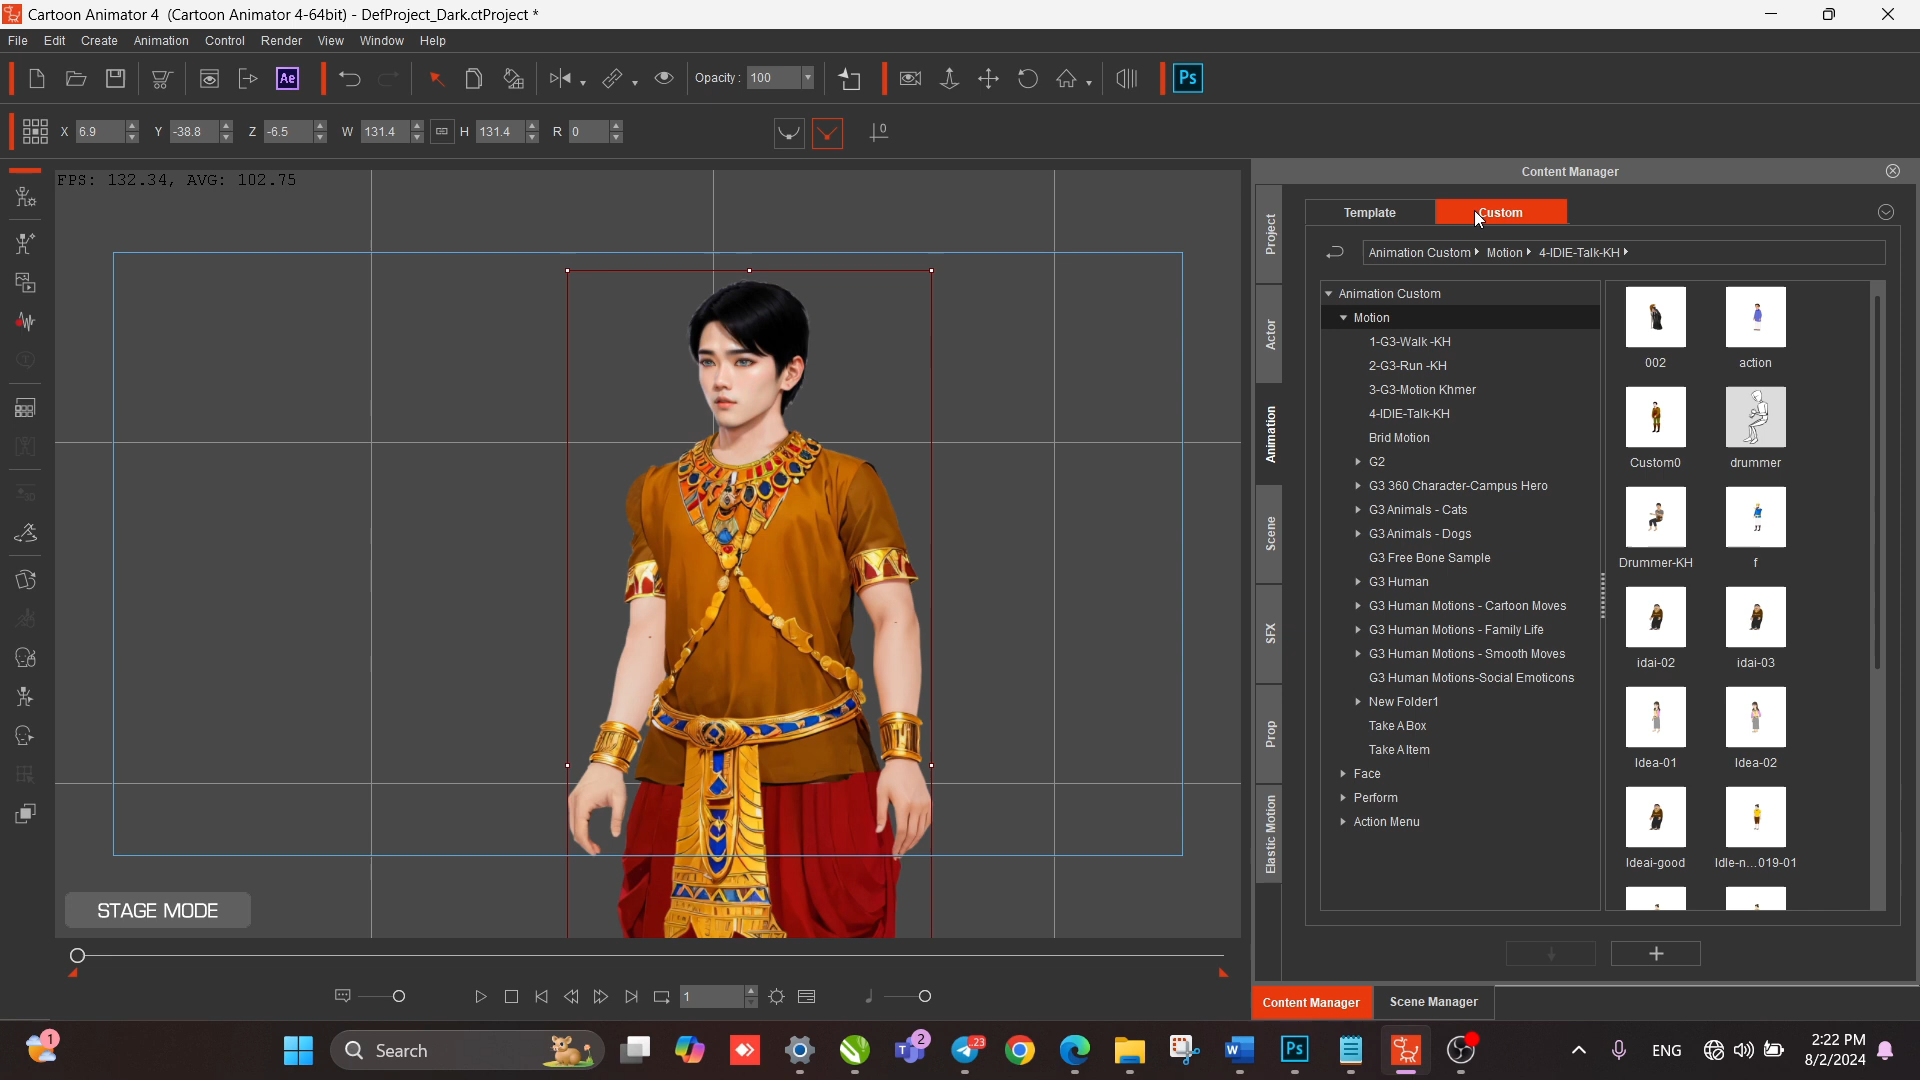 Cartoon Animator 4 (Cartoon Animator 4-64bit) - DefProject_Dark.ctProject *
File Edit Create Animation Control Render View Window Help
Ae
Opacity : 100
Ps
X 6.9 Y -38.8 Z -6.5 W 131.4 H 131.4 R 0
0
FPS: 132.34, AVG: 102.75
STAGE MODE
1
Content Manager
Project
Actor
Animation
Scene
SFX
Prop
Elastic Motion
Template Custom
Animation Custom Motion 4-IDIE-Talk-KH
Animation Custom
Motion
1-G3-Walk -KH
2-G3-Run -KH
3-G3-Motion Khmer
4-IDIE-Talk-KH
Brid Motion
G2
G3 360 Character-Campus Hero
G3 Animals - Cats
G3 Animals - Dogs
G3 Free Bone Sample
G3 Human
G3 Human Motions - Cartoon Moves
G3 Human Motions - Family Life
G3 Human Motions - Smooth Moves
G3 Human Motions-Social Emoticons
New Folder1
Take A Box
Take A Item
Face
Perform
Action Menu
002 action
Custom0 drummer
Drummer-KH f
idai-02 idai-03
Idea-01 Idea-02
Ideai-good Idle-n...019-01
Content Manager Scene Manager
1
Search
T
2
..23
W
Ps
ENG
2:22 PM
8/2/2024